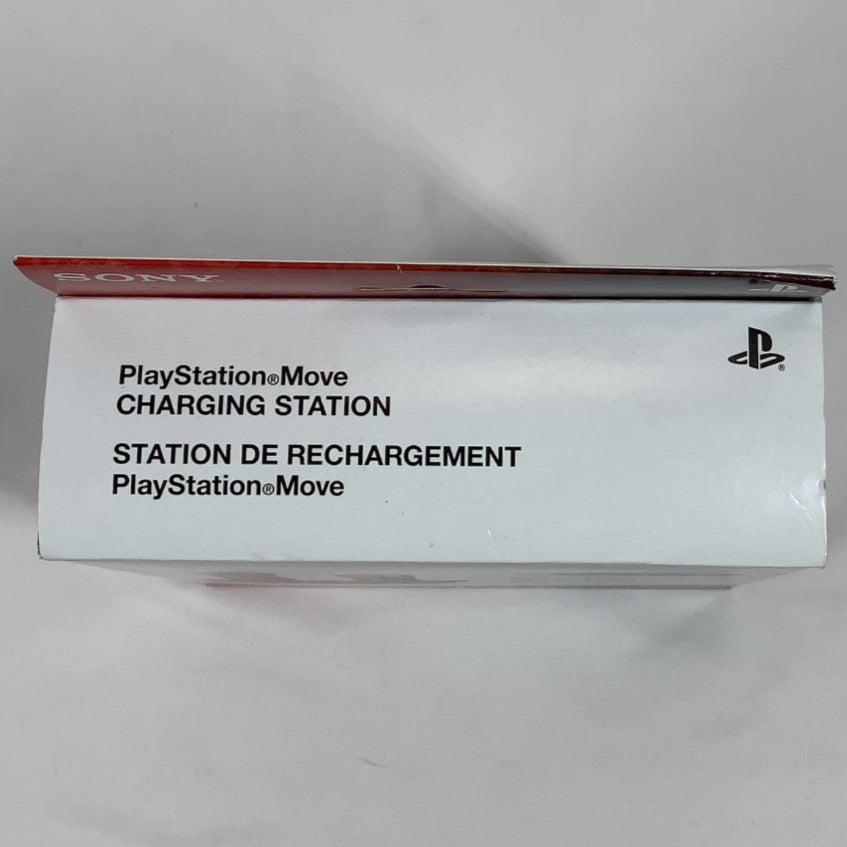 SONY
PlayStation®Move
CHARGING STATION
STATION DE RECHARGEMENT
PlayStation®Move
®